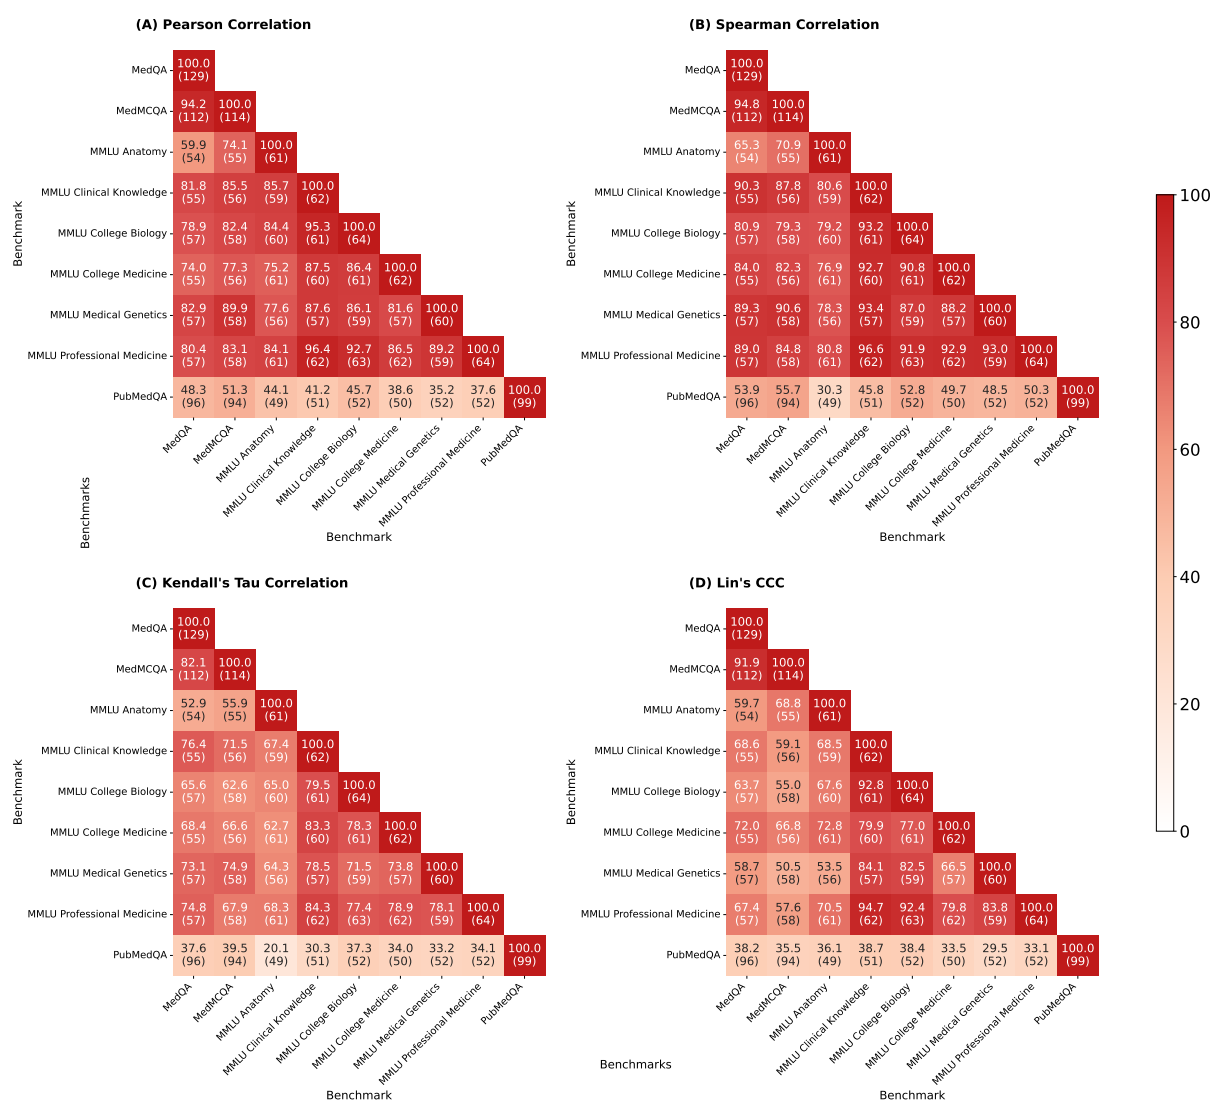 (A) Pearson Correlation
MedQA
100.0
(129)
MedMCQA
94.2 100.0
(112) (114)
MMLU Anatomy
59.9 74.1 100.0
(54) (55) (61)
MMLU Clinical Knowledge
81.8 85.5 85.7 100.0
(55) (56) (59) (62)
MMLU College Biology
78.9 82.4 84.4 95.3 100.0
(57) (58) (60) (61) (64)
MMLU College Medicine
74.0 77.3 75.2 87.5 86.4 100.0
(55) (56) (61) (60) (61) (62)
MMLU Medical Genetics
82.9 89.9 77.6 87.6 86.1 81.6 100.0
(57) (58) (56) (57) (59) (57) (60)
MMLU Professional Medicine
80.4 83.1 84.1 96.4 92.7 86.5 89.2 100.0
(57) (58) (61) (62) (63) (62) (59) (64)
PubMedQA
48.3 51.3 44.1 41.2 45.7 38.6 35.2 37.6 100.0
(96) (94) (49) (51) (52) (50) (52) (52) (99)
MedQA
MedMCQA
MMLU Anatomy
MMLU Clinical Knowledge
MMLU College Biology
MMLU College Medicine
MMLU Medical Genetics
MMLU Professional Medicine
PubMedQA
Benchmark
Benchmark
(B) Spearman Correlation
MedQA
100.0
(129)
MedMCQA
94.8 100.0
(112) (114)
MMLU Anatomy
65.3 70.9 100.0
(54) (55) (61)
MMLU Clinical Knowledge
90.3 87.8 80.6 100.0
(55) (56) (59) (62)
MMLU College Biology
80.9 79.3 79.2 93.2 100.0
(57) (58) (60) (61) (64)
MMLU College Medicine
84.0 82.3 76.9 92.7 90.8 100.0
(55) (56) (61) (60) (61) (62)
MMLU Medical Genetics
89.3 90.6 78.3 93.4 87.0 88.2 100.0
(57) (58) (56) (57) (59) (57) (60)
MMLU Professional Medicine
89.0 84.8 80.8 96.6 91.9 92.9 93.0 100.0
(57) (58) (61) (62) (63) (62) (59) (64)
PubMedQA
53.9 55.7 30.3 45.8 52.8 49.7 48.5 50.3 100.0
(96) (94) (49) (51) (52) (50) (52) (52) (99)
MedQA
MedMCQA
MMLU Anatomy
MMLU Clinical Knowledge
MMLU College Biology
MMLU College Medicine
MMLU Medical Genetics
MMLU Professional Medicine
PubMedQA
Benchmark
Benchmark
Benchmarks
(C) Kendall's Tau Correlation
MedQA
100.0
(129)
MedMCQA
82.1 100.0
(112) (114)
MMLU Anatomy
52.9 55.9 100.0
(54) (55) (61)
MMLU Clinical Knowledge
76.4 71.5 67.4 100.0
(55) (56) (59) (62)
MMLU College Biology
65.6 62.6 65.0 79.5 100.0
(57) (58) (60) (61) (64)
MMLU College Medicine
68.4 66.6 62.7 83.3 78.3 100.0
(55) (56) (61) (60) (61) (62)
MMLU Medical Genetics
73.1 74.9 64.3 78.5 71.5 73.8 100.0
(57) (58) (56) (57) (59) (57) (60)
MMLU Professional Medicine
74.8 67.9 68.3 84.3 77.4 78.9 78.1 100.0
(57) (58) (61) (62) (63) (62) (59) (64)
PubMedQA
37.6 39.5 20.1 30.3 37.3 34.0 33.2 34.1 100.0
(96) (94) (49) (51) (52) (50) (52) (52) (99)
MedQA
MedMCQA
MMLU Anatomy
MMLU Clinical Knowledge
MMLU College Biology
MMLU College Medicine
MMLU Medical Genetics
MMLU Professional Medicine
PubMedQA
Benchmark
Benchmark
(D) Lin's CCC
MedQA
100.0
(129)
MedMCQA
91.9 100.0
(112) (114)
MMLU Anatomy
59.7 68.8 100.0
(54) (55) (61)
MMLU Clinical Knowledge
68.6 59.1 68.5 100.0
(55) (56) (59) (62)
MMLU College Biology
63.7 55.0 67.6 92.8 100.0
(57) (58) (60) (61) (64)
MMLU College Medicine
72.0 66.8 72.8 79.9 77.0 100.0
(55) (56) (61) (60) (61) (62)
MMLU Medical Genetics
58.7 50.5 53.5 84.1 82.5 66.5 100.0
(57) (58) (56) (57) (59) (57) (60)
MMLU Professional Medicine
67.4 57.6 70.5 94.7 92.4 79.8 83.8 100.0
(57) (58) (61) (62) (63) (62) (59) (64)
PubMedQA
38.2 35.5 36.1 38.7 38.4 33.5 29.5 33.1 100.0
(96) (94) (49) (51) (52) (50) (52) (52) (99)
MedQA
MedMCQA
MMLU Anatomy
MMLU Clinical Knowledge
MMLU College Biology
MMLU College Medicine
MMLU Medical Genetics
MMLU Professional Medicine
PubMedQA
Benchmark
Benchmark
Benchmarks
100
80
60
40
20
0